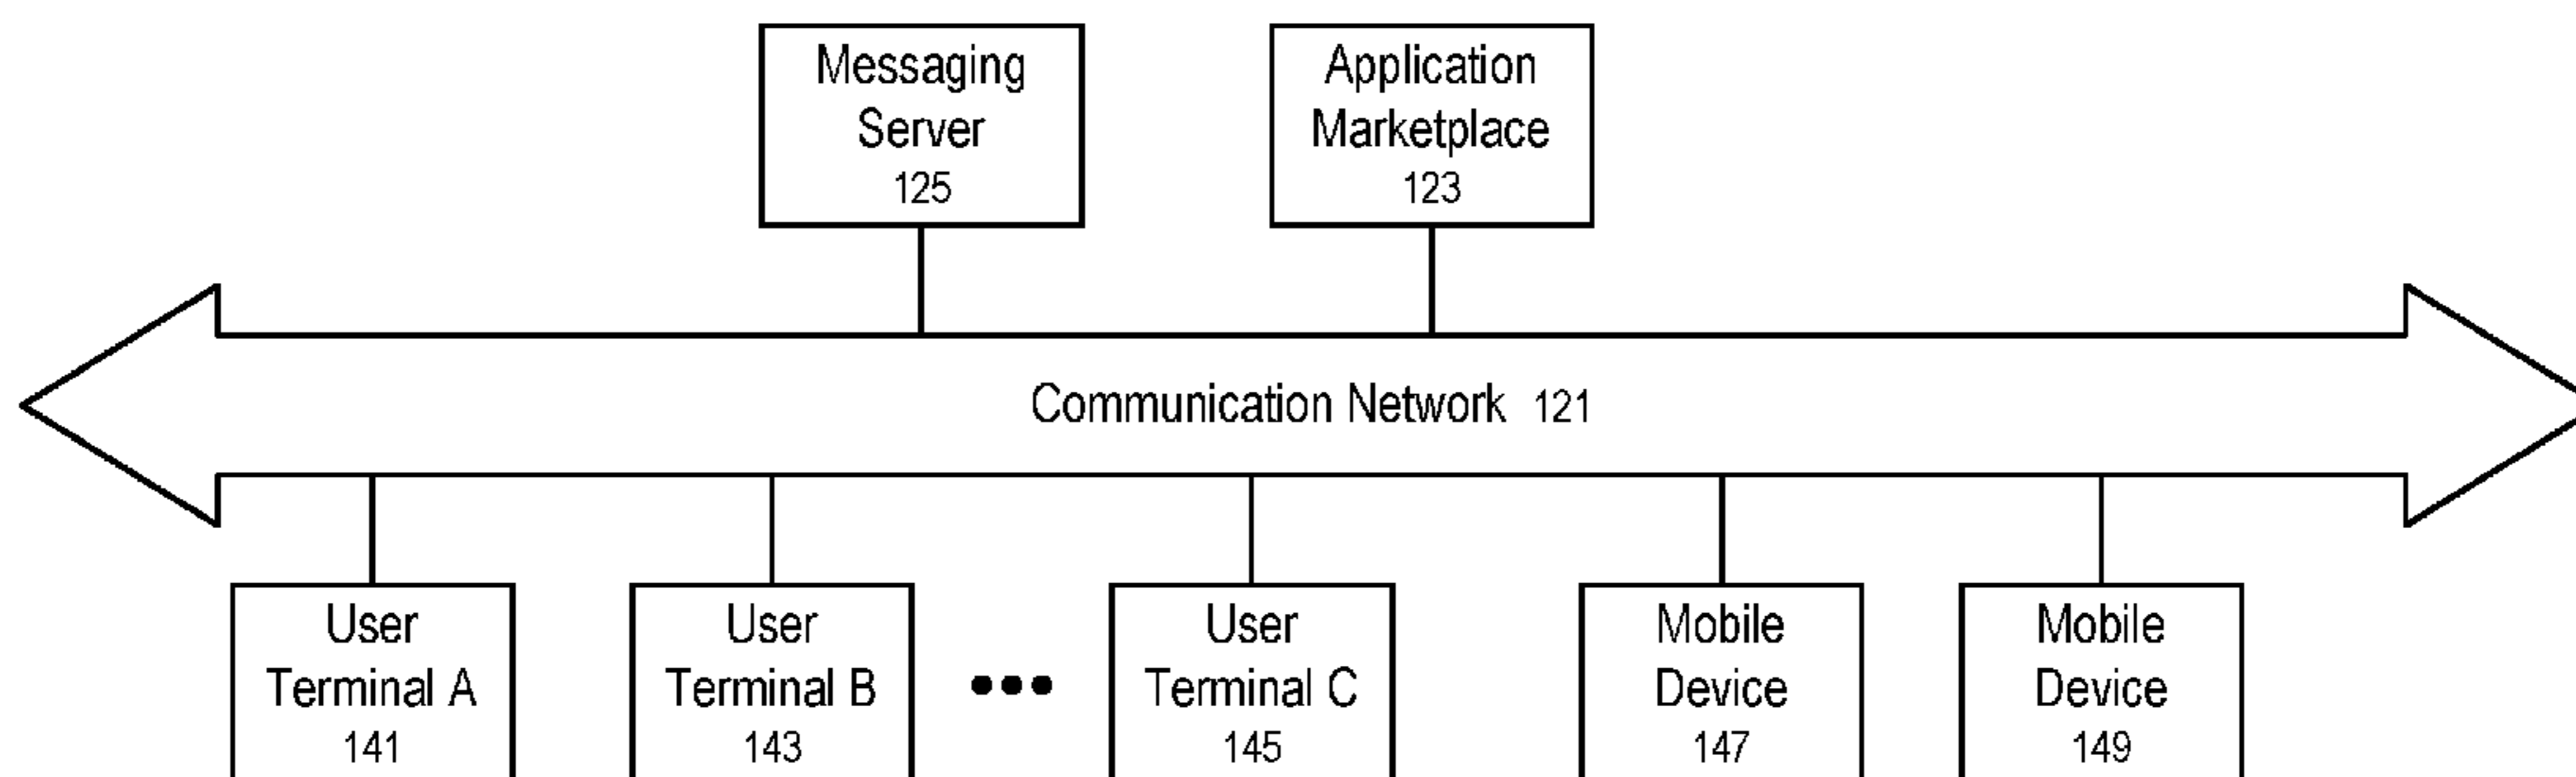 Messaging
Server
125
Application
Marketplace
123
Communication Network 121
User
Terminal A
141
User
Terminal B
143
User
Terminal C
145
Mobile
Device
147
Mobile
Device
149